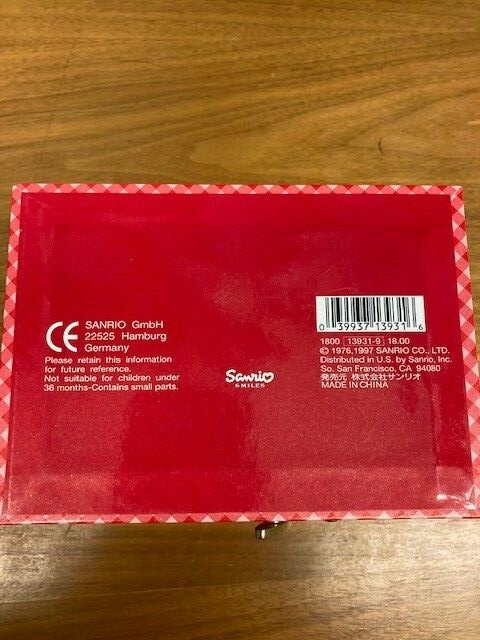 CE
SANRIO GmbH
22525 Hamburg
Germany
Please retain this information
for future reference.
Not suitable for children under
36 months-Contains small parts.
Sanrio
SMILES
0 39937 13931 6
1800 13931-9 18.00
© 1976,1997 SANRIO CO., LTD.
Distributed in U.S. by Sanrio, Inc.
So. San Francisco, CA 94080
発売元 株式会社サンリオ
MADE IN CHINA